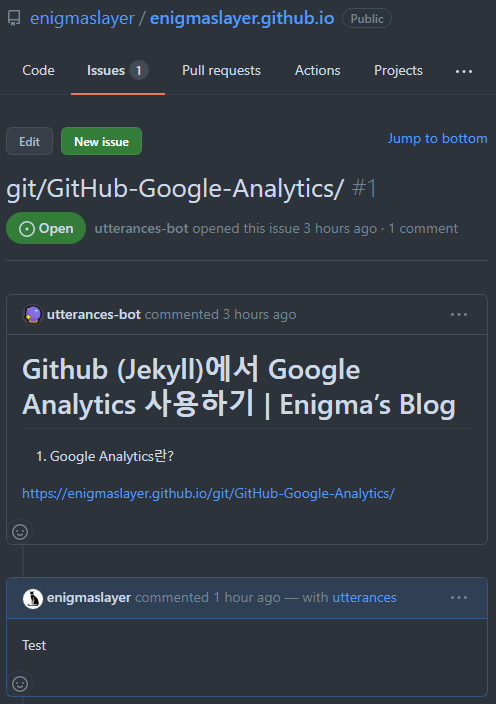 enigmaslayer / enigmaslayer.github.io Public
Code Issues 1 Pull requests Actions Projects ...
Edit New issue Jump to bottom
git/GitHub-Google-Analytics/ #1
Open utterances-bot opened this issue 3 hours ago · 1 comment
utterances-bot commented 3 hours ago ...
Github (Jekyll)에서 Google
Analytics 사용하기 | Enigma's Blog
1. Google Analytics란?
https://enigmaslayer.github.io/git/GitHub-Google-Analytics/
enigmaslayer commented 1 hour ago — with utterances ...
Test